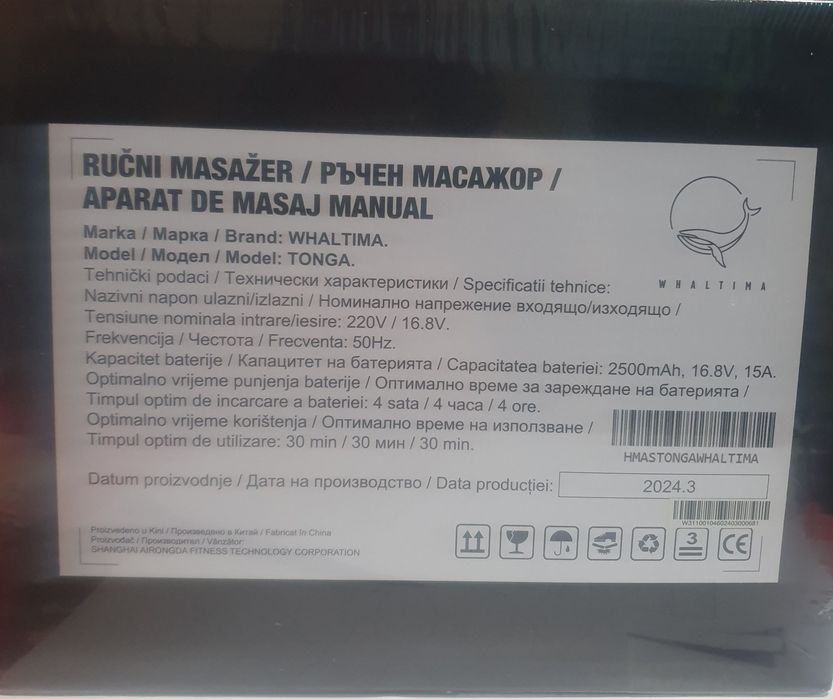 RUČNI MASAŽER / РЪЧЕН МАСАЖОР /
APARAT DE MASAJ MANUAL
Marka / Марка / Brand: WHALTIMA.
Model / Модел / Model: TONGA.
Tehnički podaci / Технически характеристики / Specificatii tehnice:
Nazivni napon ulazni/izlazni / Номинално напрежение входящо/изходящо /
Tensiune nominala intrare/iesire: 220V / 16.8V.
Frekvencija / Честота / Frecventa: 50Hz.
Kapacitet baterije / Капацитет на батерията / Capacitatea bateriei: 2500mAh, 16.8V, 15A.
Optimalno vrijeme punjenja baterije / Оптимално време за зареждане на батерията /
Timpul optim de incarcare a bateriei: 4 sata / 4 часа / 4 ore.
Optimalno vrijeme korištenja / Оптимално време на използване /
Timpul optim de utilizare: 30 min / 30 мин / 30 min.
WHALTIMA
HMASTONGAWHALTIMA
Datum proizvodnje / Дата на производство / Data producției: 2024.3
W31100104602403000681
Proizvedeno u Kini / Произведено в Китай / Fabricat în China
Proizvođač / Производител / Vânzător:
SHANGHAI AIRONGDA FITNESS TECHNOLOGY CORPORATION
3
CE